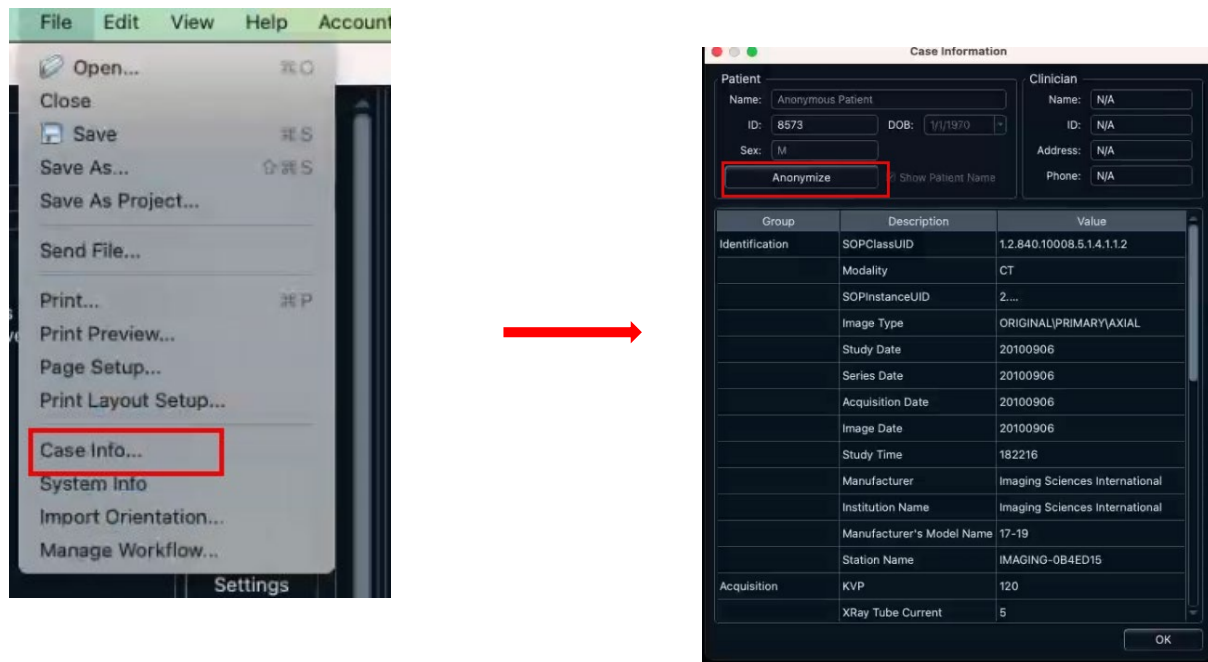 File Edit View Help Account
Open... ⌘O
Close
Save ⌘S
Save As... ⇧⌘S
Save As Project...
Send File...
Print... ⌘P
Print Preview...
Page Setup...
Print Layout Setup...
Case Info...
System Info
Import Orientation...
Manage Workflow...
Settings
Case Information
Patient
Name: Anonymous Patient
ID: 8573 DOB: 1/1/1970
Sex: M
Anonymize Show Patient Name
Clinician
Name: N/A
ID: N/A
Address: N/A
Phone: N/A
Group Description Value
Identification SOPClassUID 1.2.840.10008.5.1.4.1.1.2
Modality CT
SOPInstanceUID 2....
Image Type ORIGINAL\PRIMARY\AXIAL
Study Date 20100906
Series Date 20100906
Acquisition Date 20100906
Image Date 20100906
Study Time 182216
Manufacturer Imaging Sciences International
Institution Name Imaging Sciences International
Manufacturer's Model Name 17-19
Station Name IMAGING-0B4ED15
Acquisition KVP 120
XRay Tube Current 5
OK